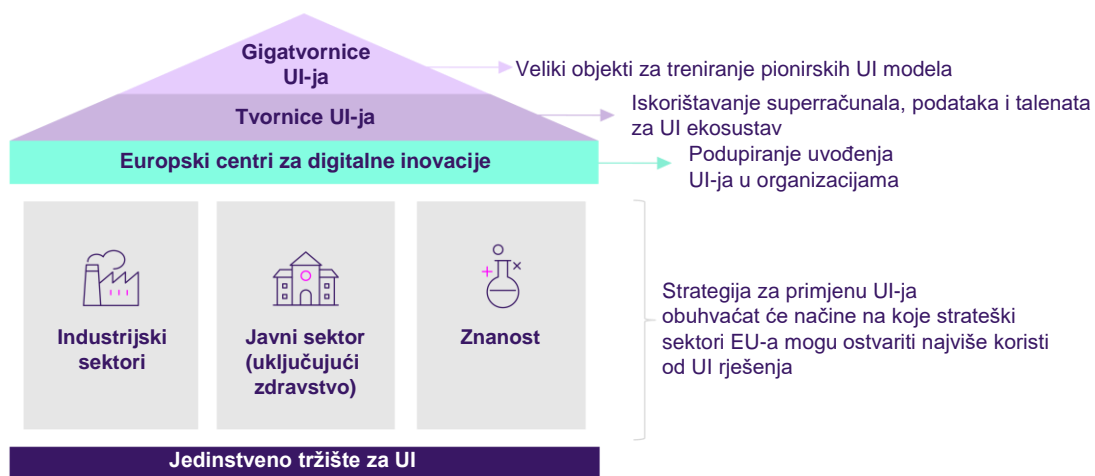 Gigatvornice
UI-ja
Veliki objekti za treniranje pionirskih UI modela
Tvornice UI-ja
Iskorištavanje superračunala, podataka i talenata
za UI ekosustav
Europski centri za digitalne inovacije
Podupiranje uvođenja
UI-ja u organizacijama
Industrijski
sektori
Javni sektor
(uključujući
zdravstvo)
Znanost
Strategija za primjenu UI-ja
obuhvaćat će načine na koje strateški
sektori EU-a mogu ostvariti najviše koristi
od UI rješenja
Jedinstveno tržište za UI